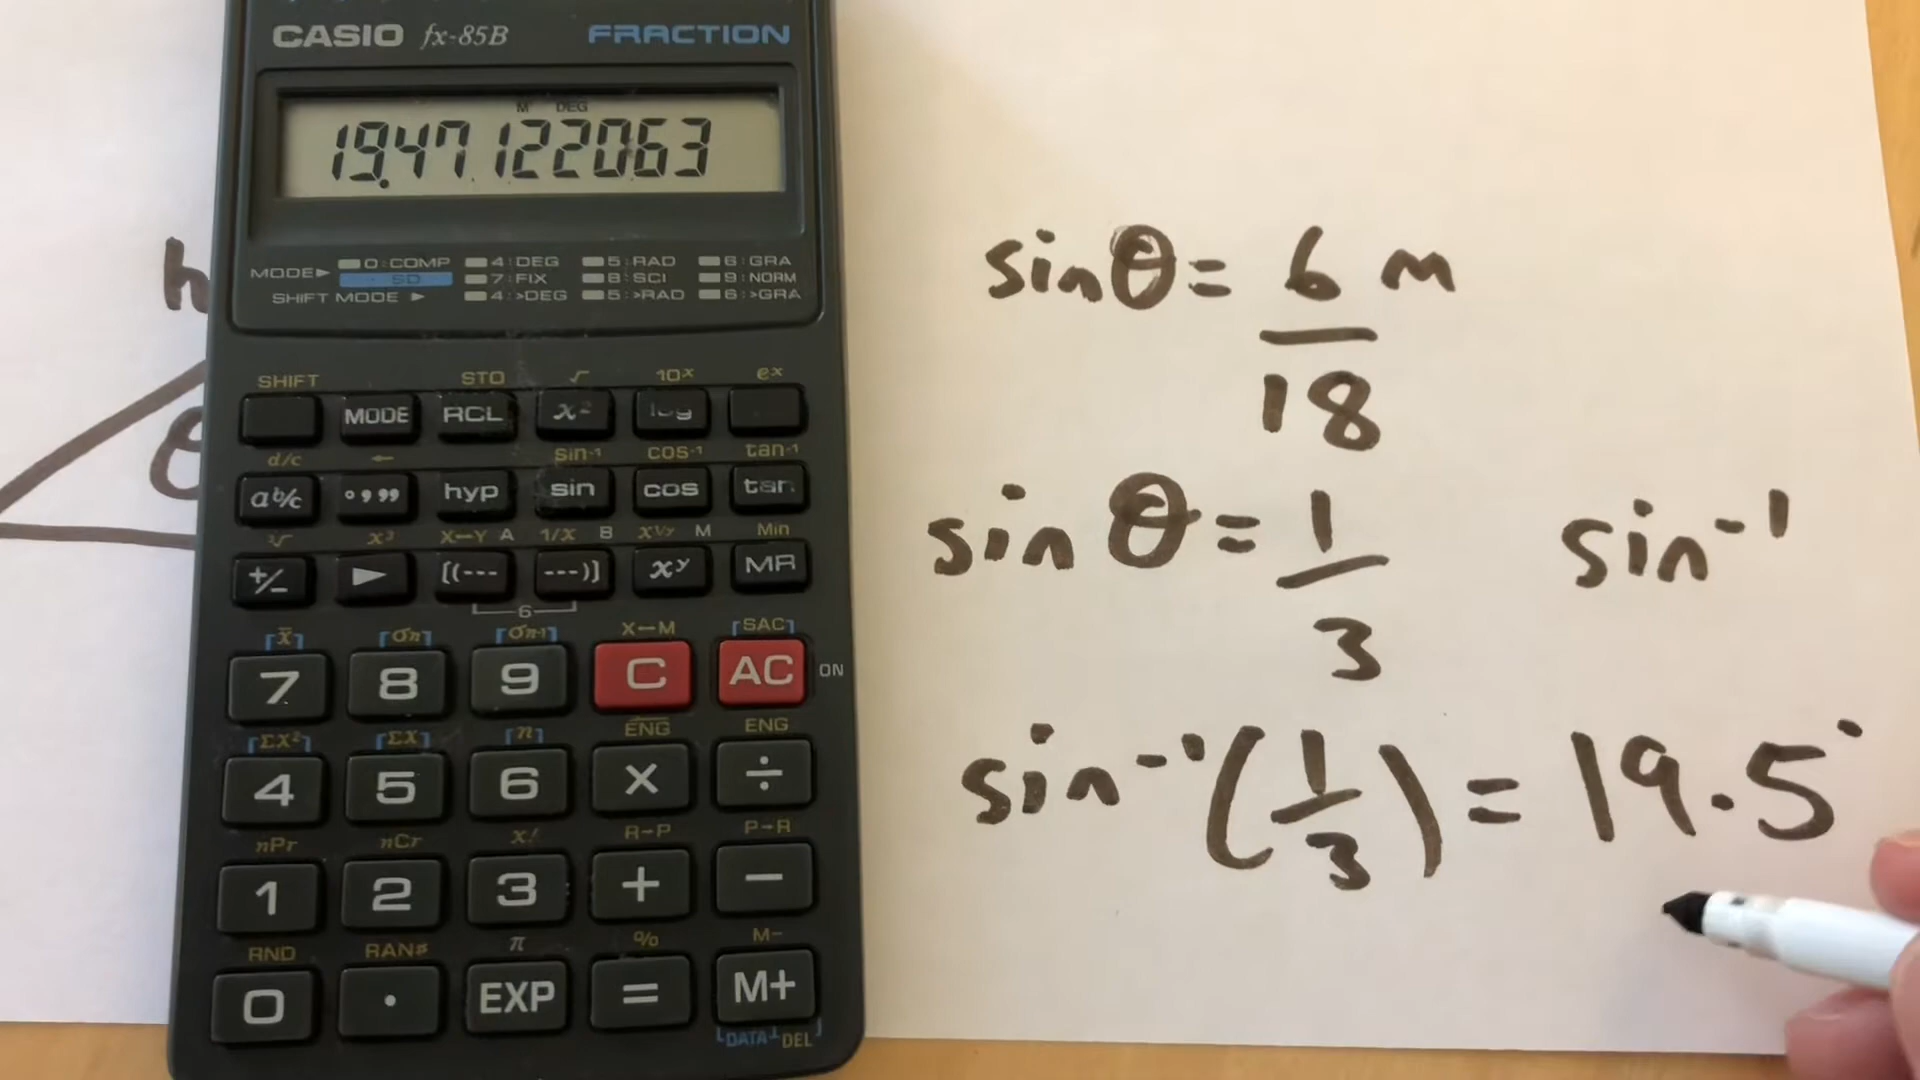 CASIO fx-85B FRACTION
M DEG
19.47122063
MODE► 0:COMP 4:DEG 5:RAD 6:GRA
SD 7:FIX 8:SCI 9:NORM
SHIFT MODE ► 4:>DEG 5:>RAD 6:>GRA
SHIFT STO √ 10ˣ eˣ
MODE RCL x² log
d/c ← sin⁻¹ cos⁻¹ tan⁻¹
ab/c °,,, hyp sin cos tan
³√ x³ X↔Y A 1/x B x¹/ʸ M Min
+/− ► [(--- ---)] xʸ MR
6
x̄ σn σn-1 X↔M SAC
7 8 9 C AC ON
Σx² Σx n ENG ENG
4 5 6 × ÷
nPr nCr x! R→P P→R
1 2 3 + −
RND RAN# π % M−
0 · EXP = M+
DATA DEL
h
θ
sinθ = 6 m
18
sin θ = 1
3
sin⁻¹
sin⁻¹(1/3) = 19.5°